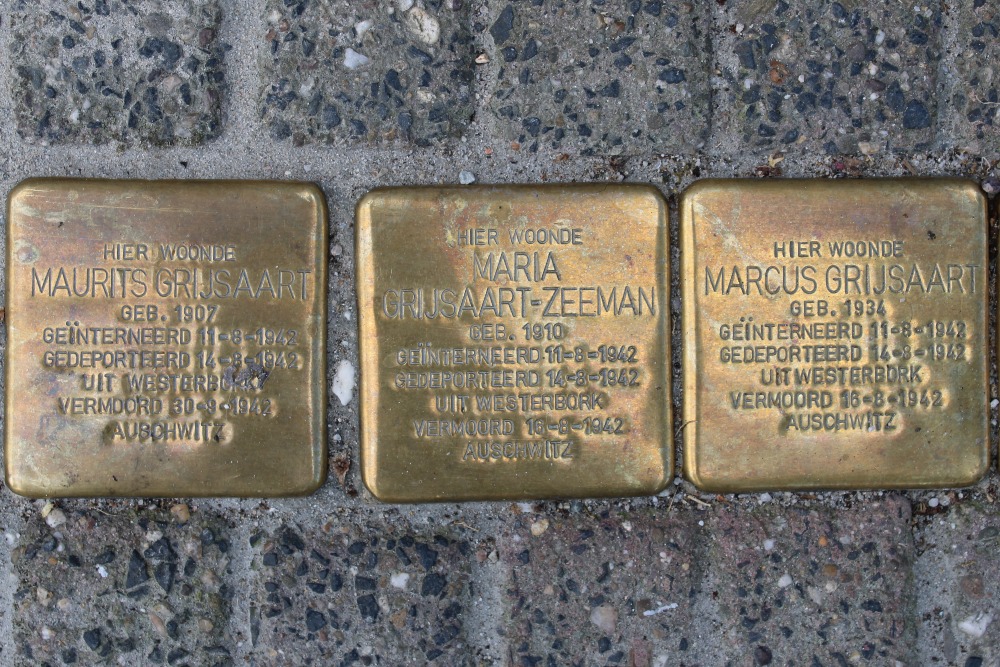 HIER WOONDE
MAURITS GRIJSAART
GEB. 1907
GEÏNTERNEERD 11-8-1942
GEDEPORTEERD 14-8-1942
UIT WESTERBORK
VERMOORD 30-9-1942
AUSCHWITZ
HIER WOONDE
MARIA
GRIJSAART-ZEEMAN
GEB. 1910
GEÏNTERNEERD 11-8-1942
GEDEPORTEERD 14-8-1942
UIT WESTERBORK
VERMOORD 16-8-1942
AUSCHWITZ
HIER WOONDE
MARCUS GRIJSAART
GEB. 1934
GEÏNTERNEERD 11-8-1942
GEDEPORTEERD 14-8-1942
UIT WESTERBORK
VERMOORD 16-8-1942
AUSCHWITZ